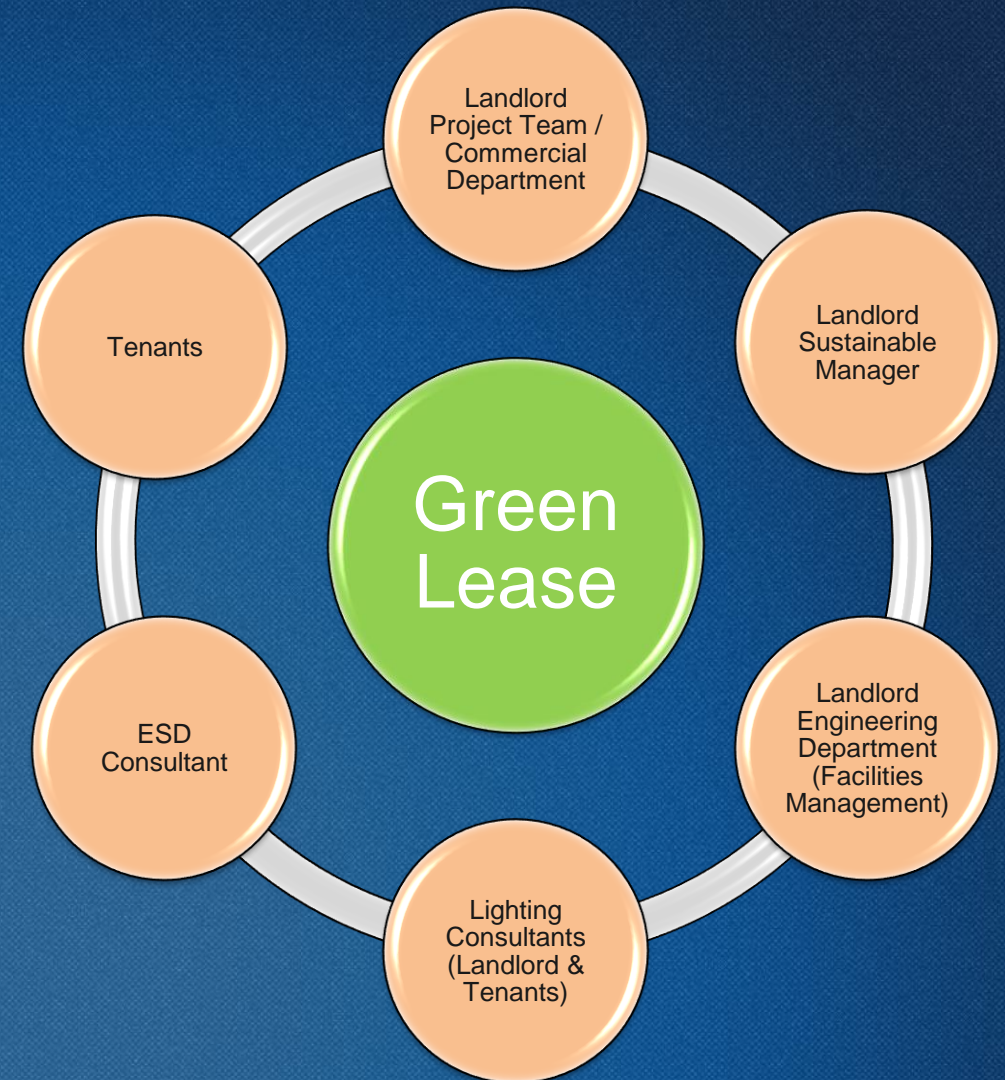 Landlord
Project Team /
Commercial
Department
Landlord
Sustainable
Manager
Landlord
Engineering
Department
(Facilities
Management)
Lighting
Consultants
(Landlord &
Tenants)
ESD
Consultant
Tenants
Green
Lease